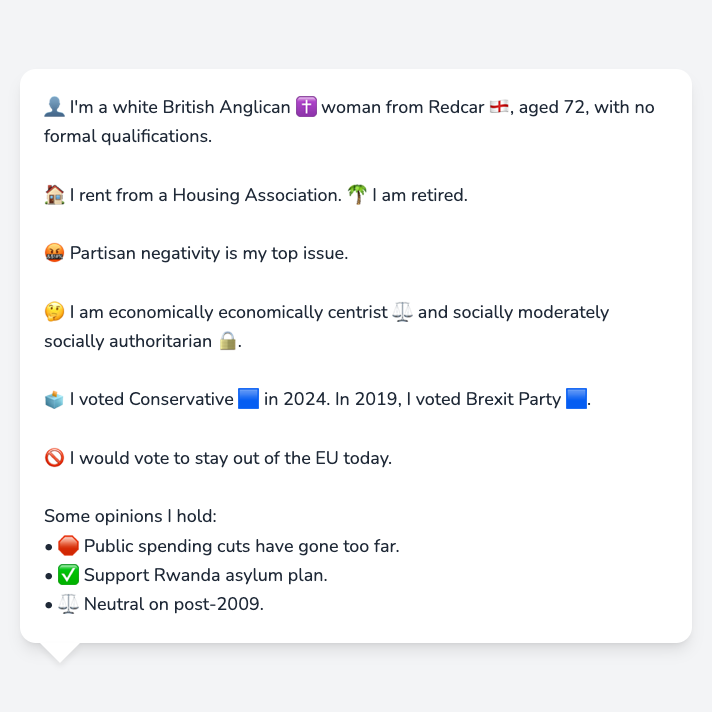 👤 I'm a white British Anglican ✝️ woman from Redcar 🏴󠁧󠁢󠁥󠁮󠁧󠁿, aged 72, with no
formal qualifications.
🏠 I rent from a Housing Association. 🌴 I am retired.
🤬 Partisan negativity is my top issue.
🤔 I am economically economically centrist ⚖️ and socially moderately
socially authoritarian 🔒.
🗳️ I voted Conservative 🟦 in 2024. In 2019, I voted Brexit Party 🟦.
🚫 I would vote to stay out of the EU today.
Some opinions I hold:
• 🛑 Public spending cuts have gone too far.
• ✅ Support Rwanda asylum plan.
• ⚖️ Neutral on post-2009.